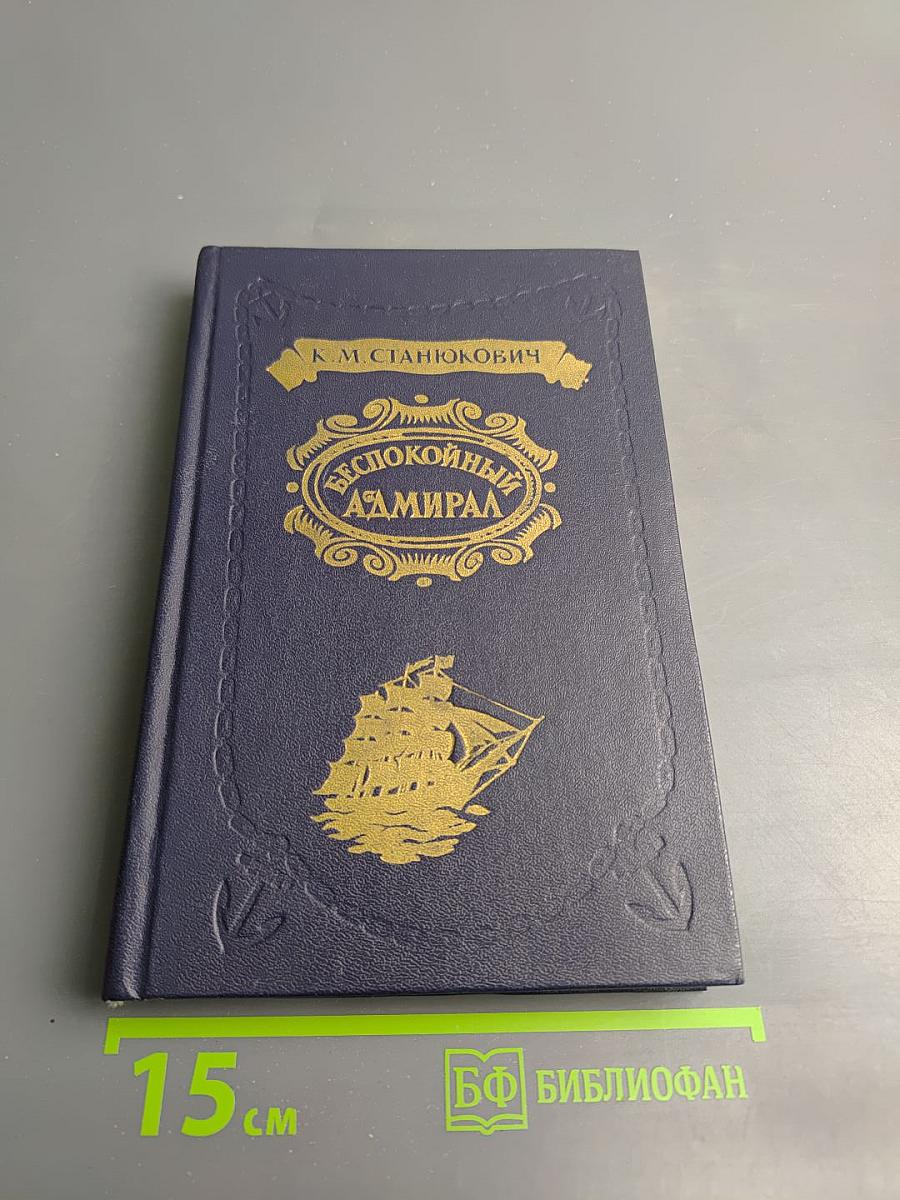 К. М. СТАНЮКОВИЧ
БЕСПОКОЙНЫЙ
АДМИРАЛ
15 см
БФ БИБЛИОФАН